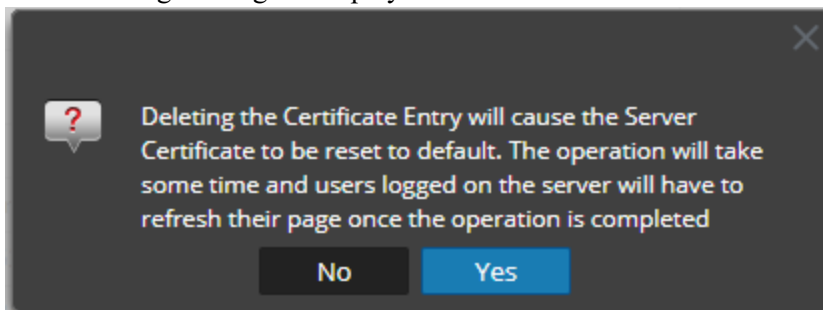 ?
Deleting the Certificate Entry will cause the Server
Certificate to be reset to default. The operation will take
some time and users logged on the server will have to
refresh their page once the operation is completed
No Yes